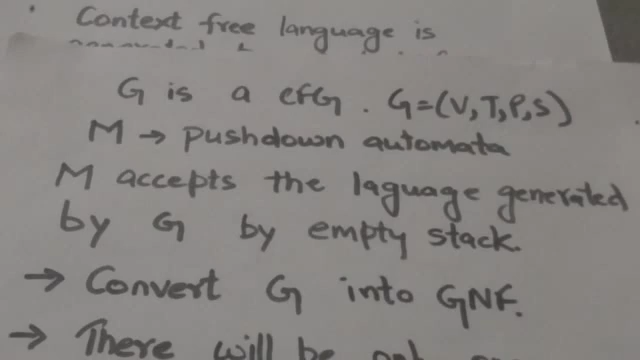 Context free language is
G is a CFG. G=(V,T,P,S)
M → pushdown automata
M accepts the laguage generated
by G by empty stack.
→ Convert G into GNF.
→ There will be